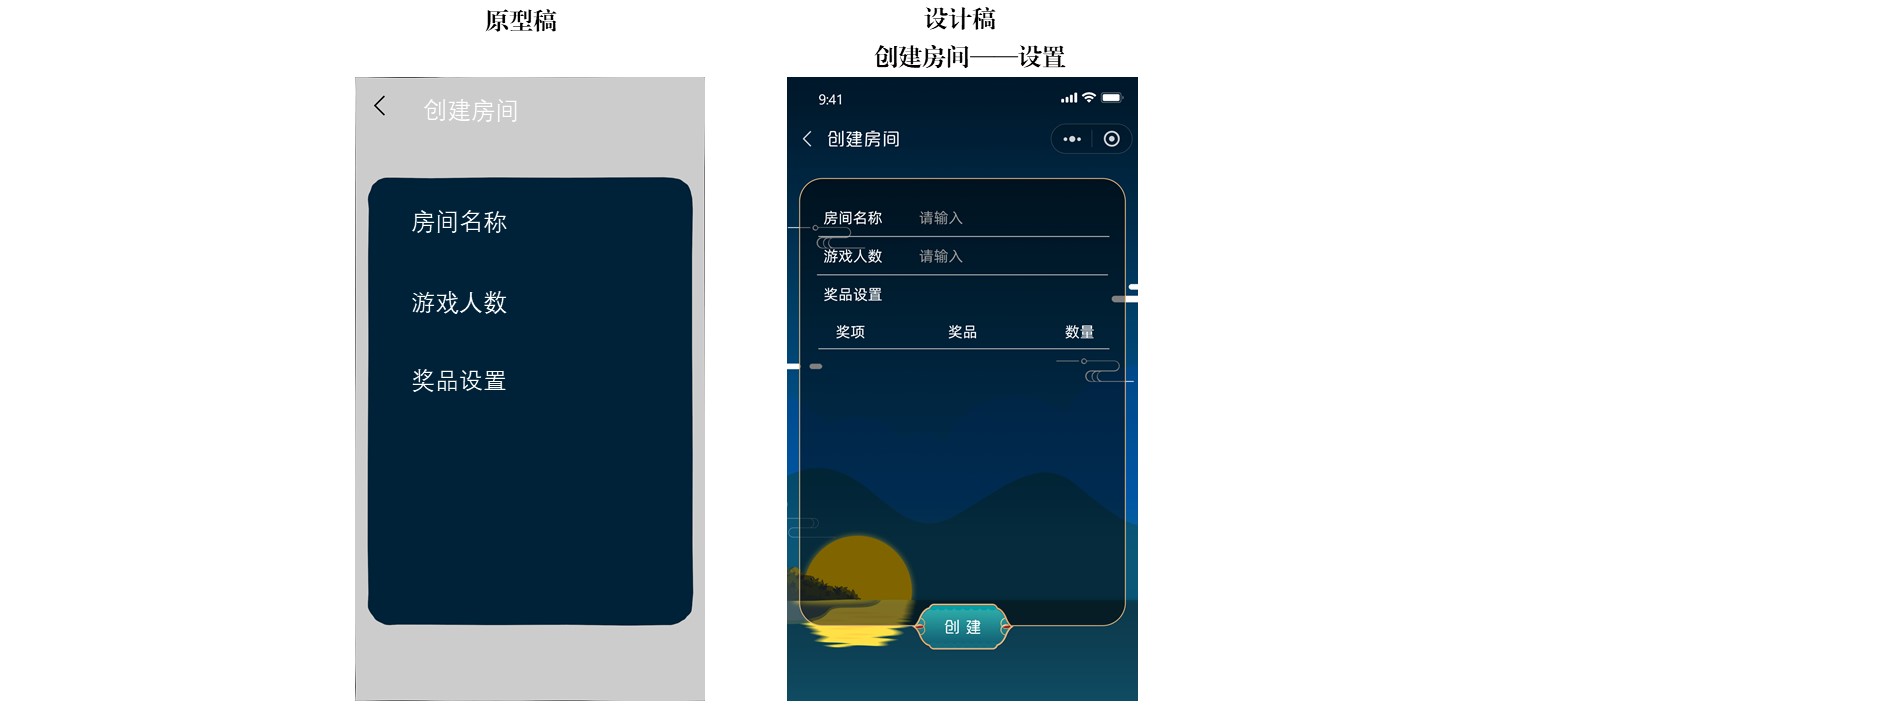 原型稿
创建房间
房间名称
游戏人数
奖品设置
设计稿
创建房间——设置
9:41
创建房间
房间名称 请输入
游戏人数 请输入
奖品设置
奖项 奖品 数量
创建